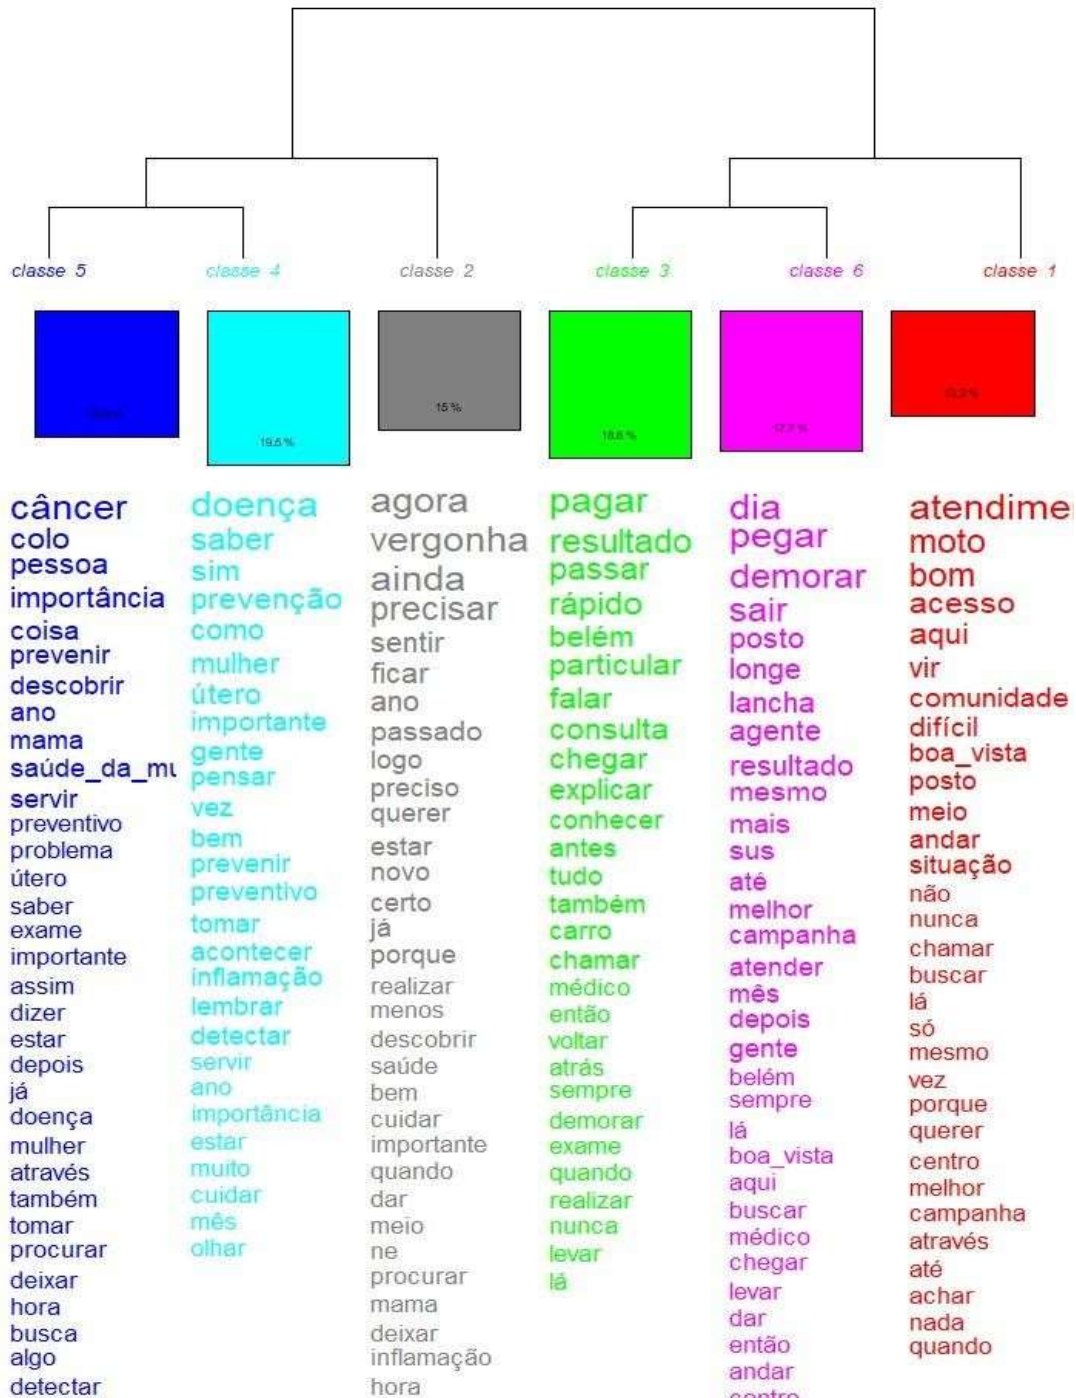 classe 5
classe 4
classe 2
classe 3
classe 6
classe 1
19,5 %
15 %
18,6 %
17,7 %
câncer
colo
pessoa
importância
coisa
prevenir
descobrir
ano
mama
saúde_da_mu
servir
preventivo
problema
útero
saber
exame
importante
assim
dizer
estar
depois
já
doença
mulher
através
também
tomar
procurar
deixar
hora
busca
algo
detectar
doença
saber
sim
prevenção
como
mulher
útero
importante
gente
pensar
vez
bem
prevenir
preventivo
tomar
acontecer
inflamação
lembrar
detectar
servir
ano
importância
estar
muito
cuidar
mês
olhar
agora
vergonha
ainda
precisar
sentir
ficar
ano
passado
logo
preciso
querer
estar
novo
certo
já
porque
realizar
menos
descobrir
saúde
bem
cuidar
importante
quando
dar
meio
ne
procurar
mama
deixar
inflamação
hora
pagar
resultado
passar
rápido
belém
particular
falar
consulta
chegar
explicar
conhecer
antes
tudo
também
carro
chamar
médico
então
voltar
atrás
sempre
demorar
exame
quando
realizar
nunca
levar
lá
dia
pegar
demorar
sair
posto
longe
lancha
agente
resultado
mesmo
mais
sus
até
melhor
campanha
atender
mês
depois
gente
belém
sempre
lá
boa_vista
aqui
buscar
médico
chegar
levar
dar
então
andar
centro
atendime
moto
bom
acesso
aqui
vir
comunidade
difícil
boa_vista
posto
meio
andar
situação
não
nunca
chamar
buscar
lá
só
mesmo
vez
porque
querer
centro
melhor
campanha
através
até
achar
nada
quando